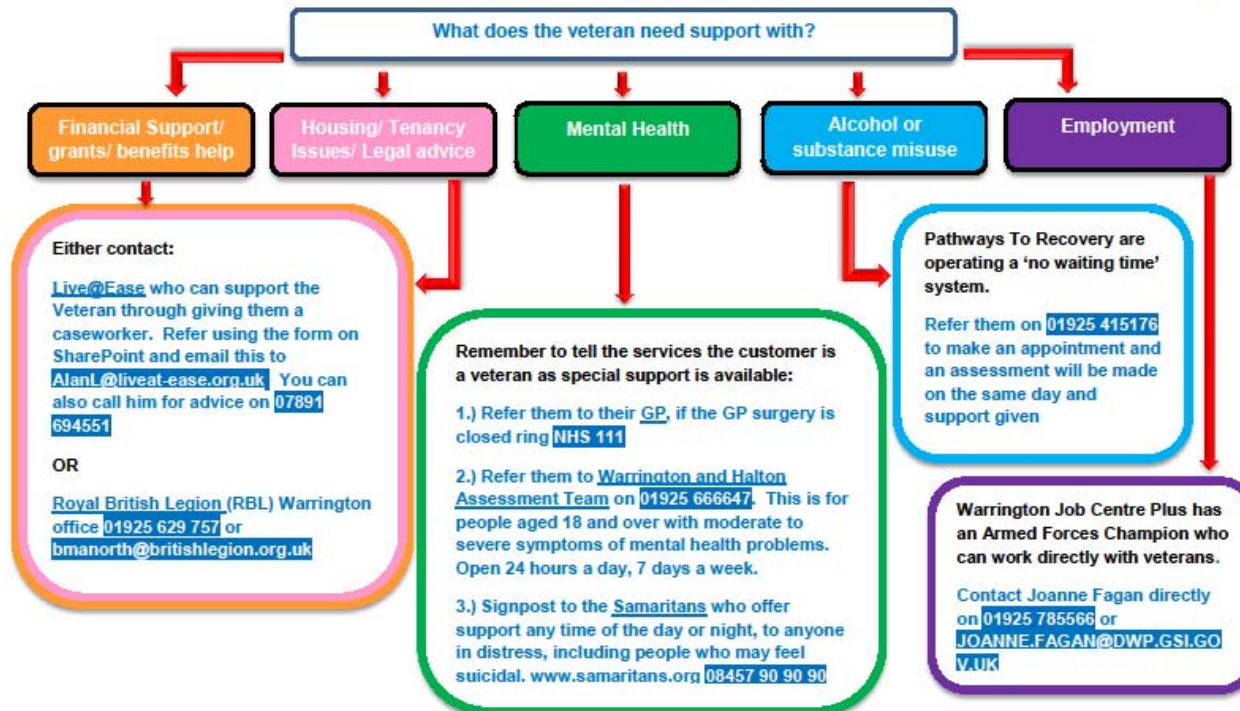 What does the veteran need support with?
Financial Support/
grants/ benefits help
Housing/ Tenancy
Issues/ Legal advice
Mental Health
Alcohol or
substance misuse
Employment
Either contact:
Live@Ease who can support the
Veteran through giving them a
caseworker.  Refer using the form on
SharePoint and email this to
AlanL@liveat-ease.org.uk  You can
also call him for advice on 07891
694551
OR
Royal British Legion (RBL) Warrington
office 01925 629 757 or
bmanorth@britishlegion.org.uk
Remember to tell the services the customer is
a veteran as special support is available:
1.) Refer them to their GP, if the GP surgery is
closed ring NHS 111
2.) Refer them to Warrington and Halton
Assessment Team on 01925 666647.  This is for
people aged 18 and over with moderate to
severe symptoms of mental health problems.
Open 24 hours a day, 7 days a week.
3.) Signpost to the Samaritans who offer
support any time of the day or night, to anyone
in distress, including people who may feel
suicidal. www.samaritans.org 08457 90 90 90
Pathways To Recovery are
operating a ‘no waiting time’
system.
Refer them on 01925 415176
to make an appointment and
an assessment will be made
on the same day and
support given
Warrington Job Centre Plus has
an Armed Forces Champion who
can work directly with veterans.
Contact Joanne Fagan directly
on 01925 785566 or
JOANNE.FAGAN@DWP.GSI.GO
V.UK